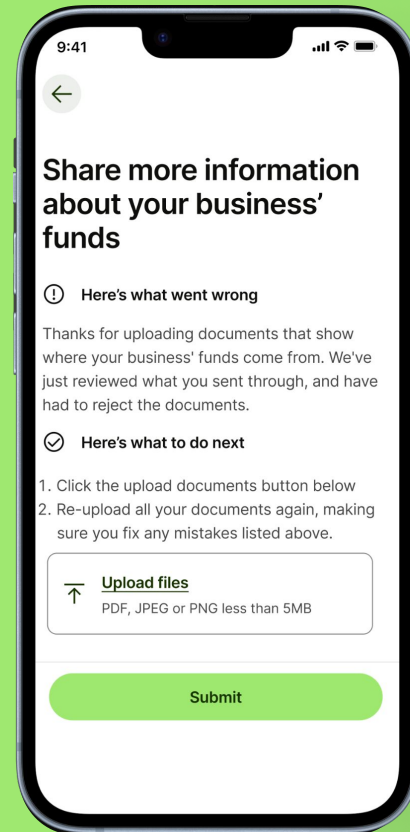 9:41
Share more information
about your business’
funds
Here’s what went wrong
Thanks for uploading documents that show
where your business' funds come from. We've
just reviewed what you sent through, and have
had to reject the documents.
Here’s what to do next
1. Click the upload documents button below
2. Re-upload all your documents again, making
sure you fix any mistakes listed above.
Upload files
PDF, JPEG or PNG less than 5MB
Submit